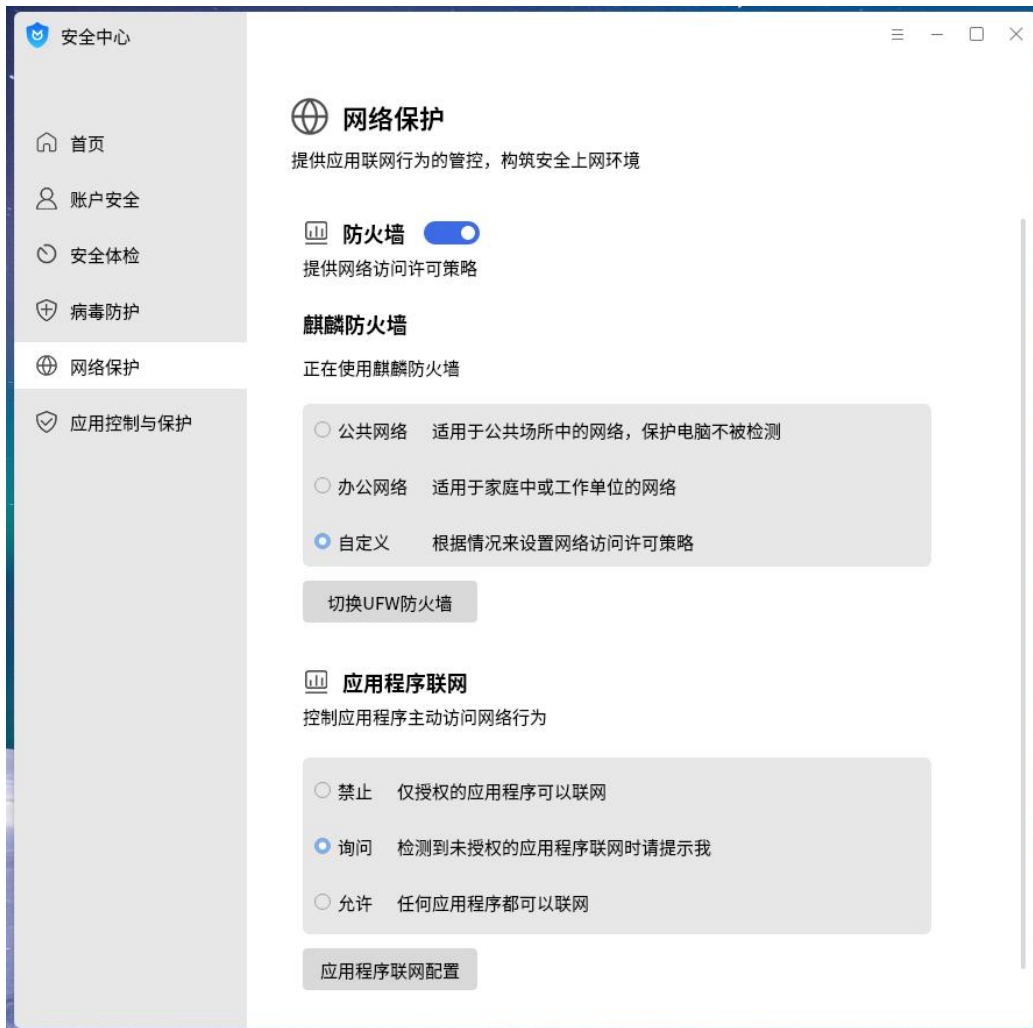 安全中心
首页
账户安全
安全体检
病毒防护
网络保护
应用控制与保护
网络保护
提供应用联网行为的管控，构筑安全上网环境
防火墙
提供网络访问许可策略
麒麟防火墙
正在使用麒麟防火墙
公共网络 适用于公共场所中的网络，保护电脑不被检测
办公网络 适用于家庭中或工作单位的网络
自定义 根据情况来设置网络访问许可策略
切换UFW防火墙
应用程序联网
控制应用程序主动访问网络行为
禁止 仅授权的应用程序可以联网
询问 检测到未授权的应用程序联网时请提示我
允许 任何应用程序都可以联网
应用程序联网配置